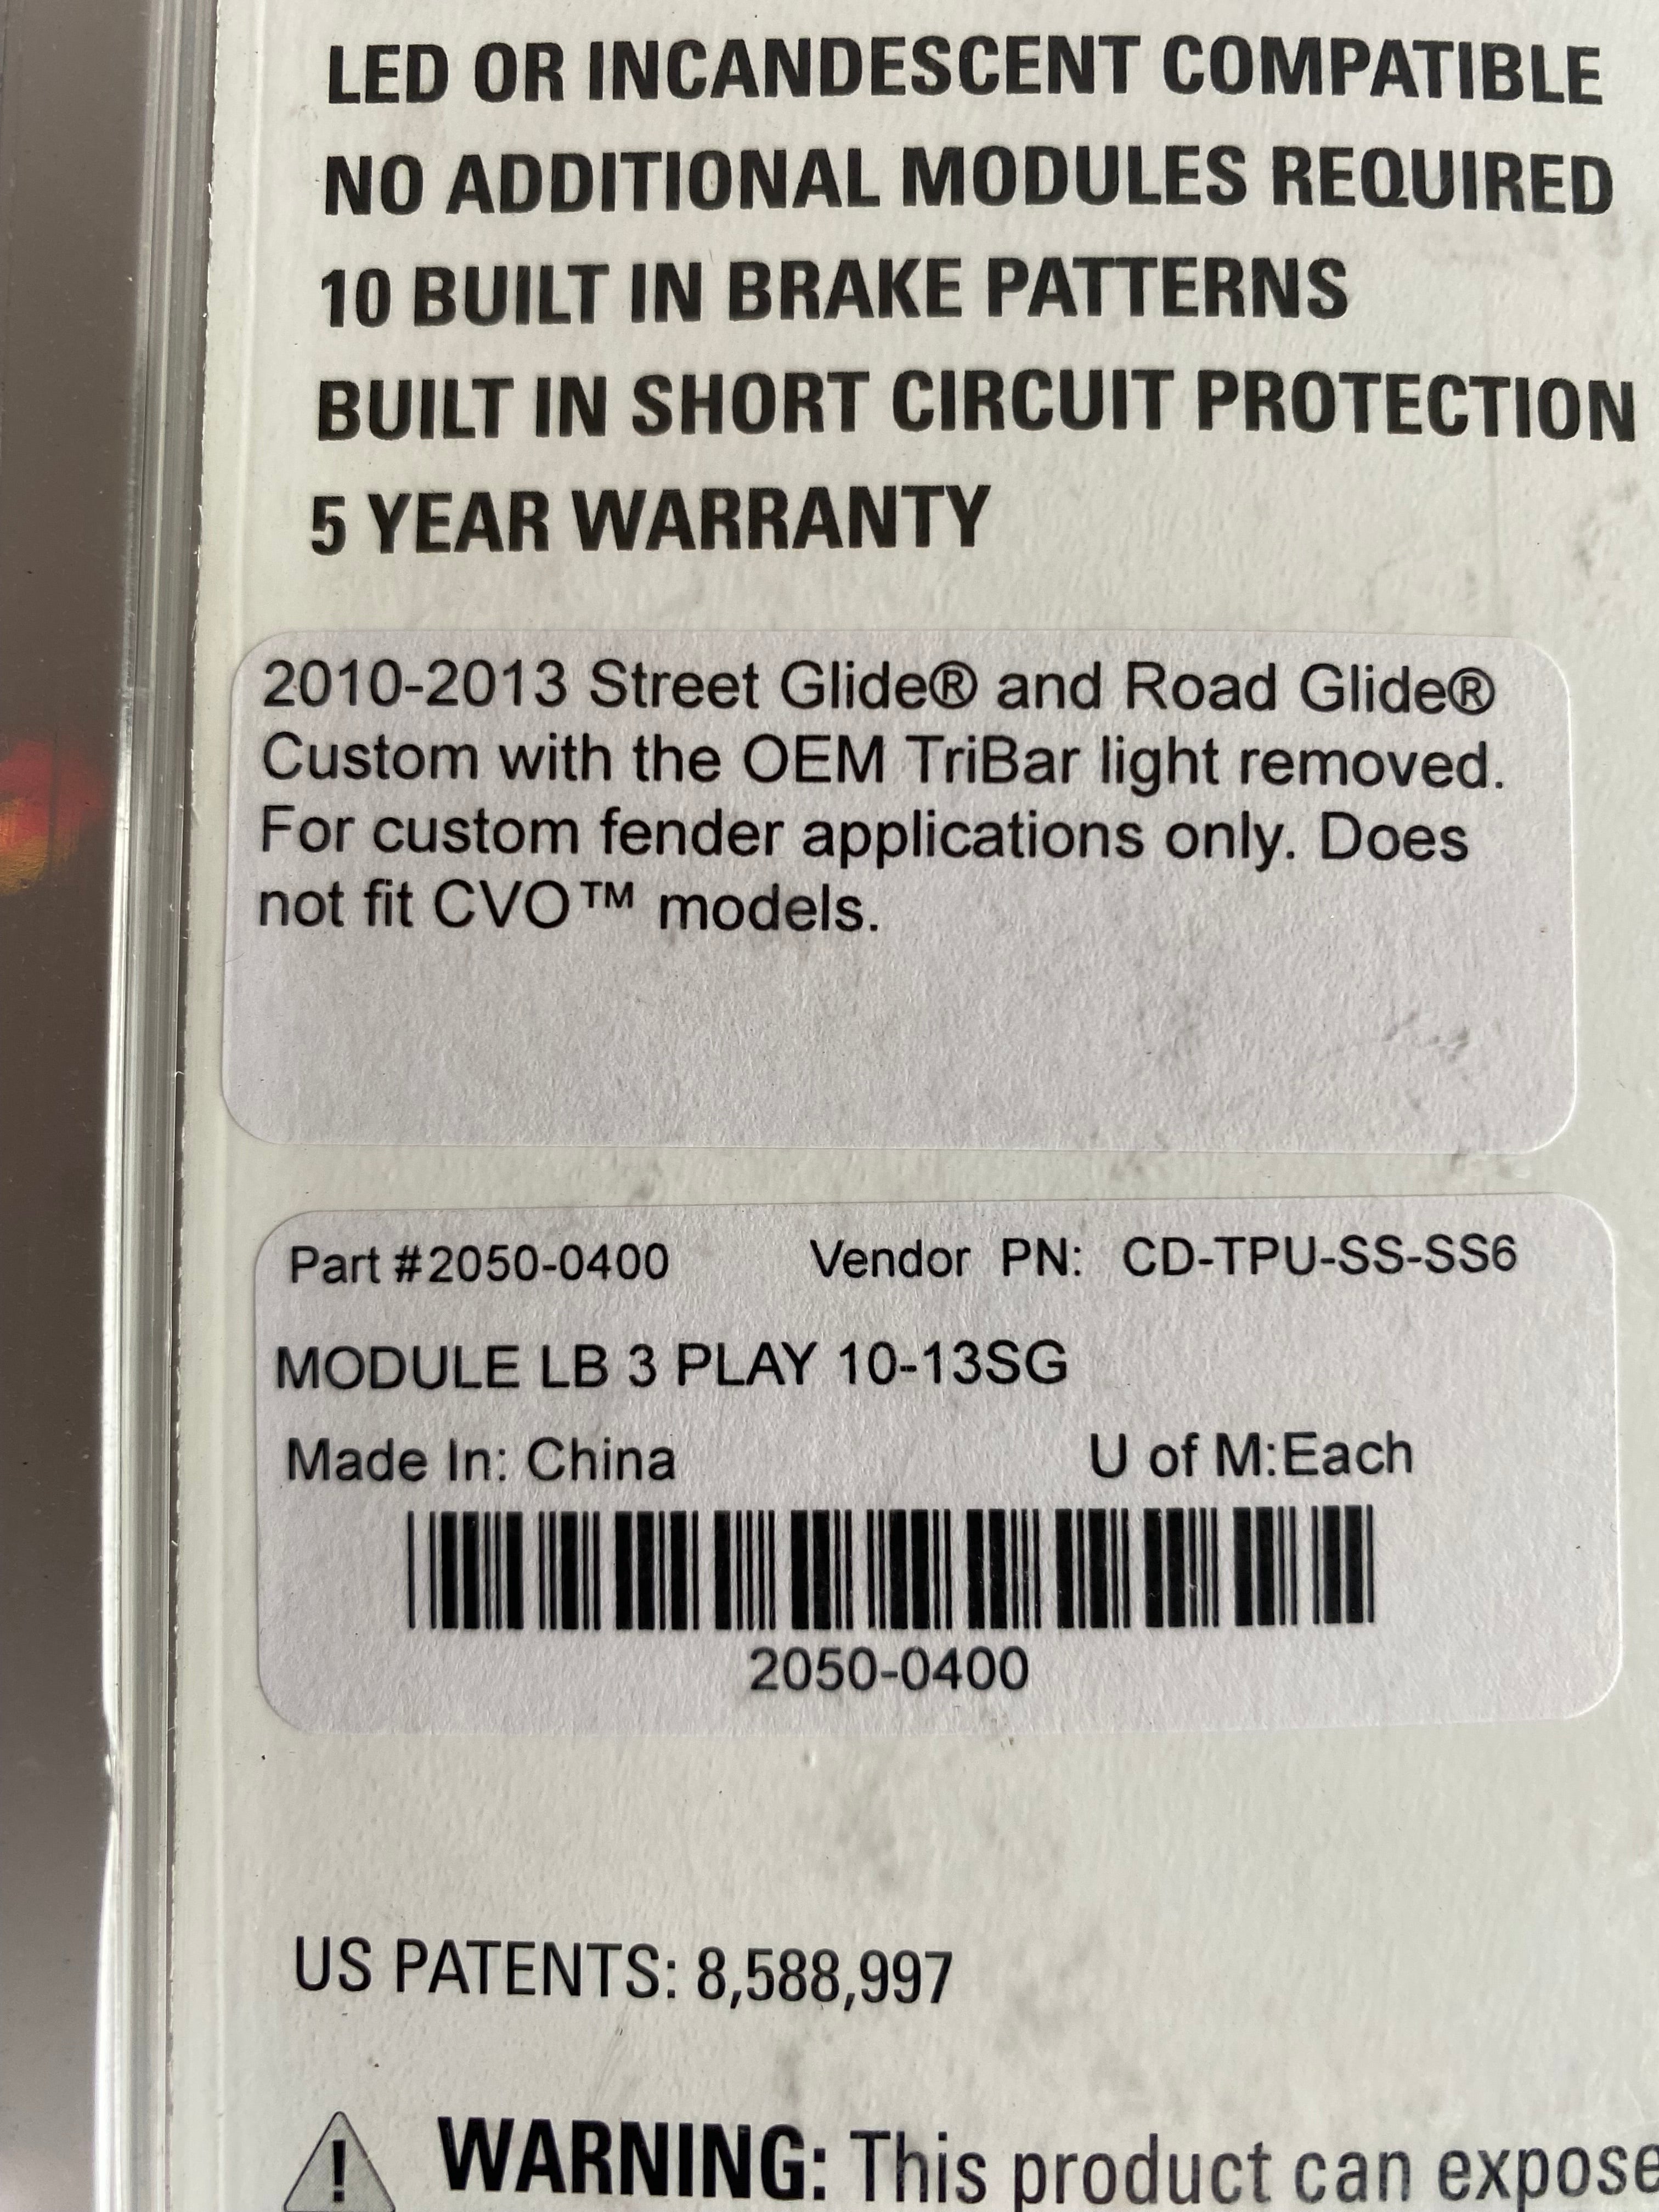 LED OR INCANDESCENT COMPATIBLE
NO ADDITIONAL MODULES REQUIRED
10 BUILT IN BRAKE PATTERNS
BUILT IN SHORT CIRCUIT PROTECTION
5 YEAR WARRANTY
2010-2013 Street Glide® and Road Glide®
Custom with the OEM TriBar light removed.
For custom fender applications only. Does
not fit CVO™ models.
Part #2050-0400 Vendor PN: CD-TPU-SS-SS6
MODULE LB 3 PLAY 10-13SG
Made In: China U of M:Each
2050-0400
US PATENTS: 8,588,997
WARNING: This product can expose